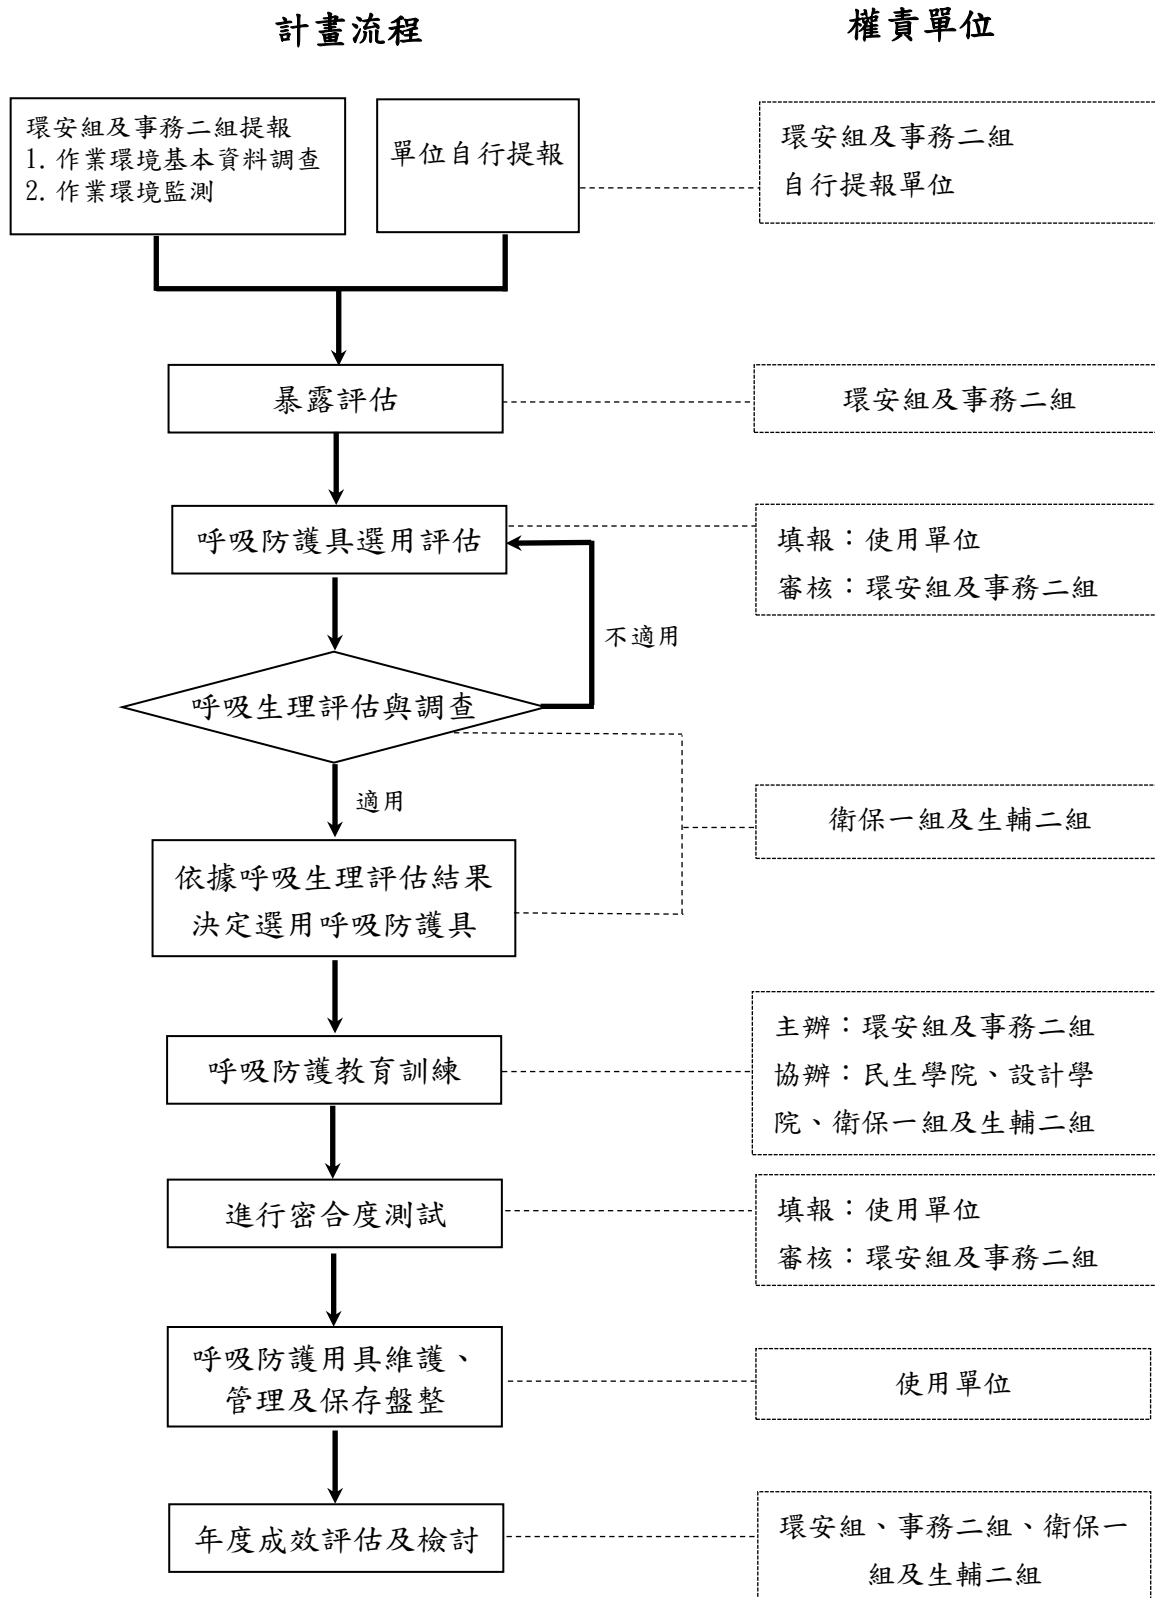 計畫流程
權責單位
環安組及事務二組提報
1. 作業環境基本資料調查
2. 作業環境監測
單位自行提報
環安組及事務二組
自行提報單位
暴露評估
環安組及事務二組
呼吸防護具選用評估
填報：使用單位
審核：環安組及事務二組
不適用
呼吸生理評估與調查
適用
衛保一組及生輔二組
依據呼吸生理評估結果
決定選用呼吸防護具
呼吸防護教育訓練
主辦：環安組及事務二組
協辦：民生學院、設計學
院、衛保一組及生輔二組
進行密合度測試
填報：使用單位
審核：環安組及事務二組
呼吸防護用具維護、
管理及保存盤整
使用單位
年度成效評估及檢討
環安組、事務二組、衛保一
組及生輔二組